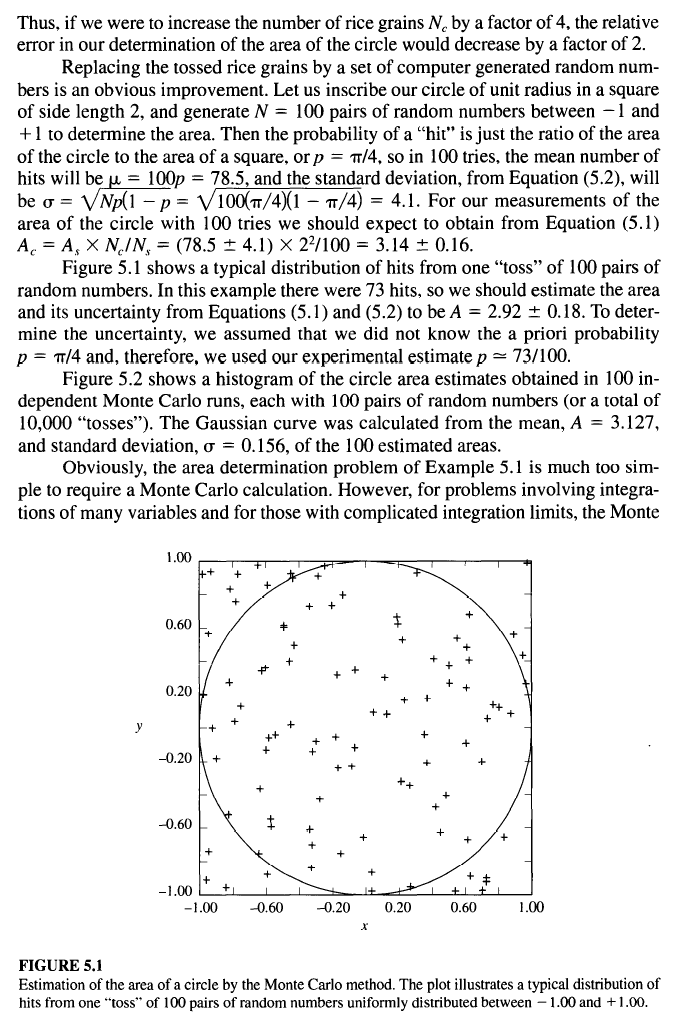 Thus, if we were to increase the number of rice grains N_c by a factor of 4, the relative
error in our determination of the area of the circle would decrease by a factor of 2.
Replacing the tossed rice grains by a set of computer generated random num-
bers is an obvious improvement. Let us inscribe our circle of unit radius in a square
of side length 2, and generate N = 100 pairs of random numbers between −1 and
+1 to determine the area. Then the probability of a “hit” is just the ratio of the area
of the circle to the area of a square, or p = π/4, so in 100 tries, the mean number of
hits will be μ = 100p = 78.5, and the standard deviation, from Equation (5.2), will
be σ = √Np(1 − p = √100(π/4)(1 − π/4) = 4.1. For our measurements of the
area of the circle with 100 tries we should expect to obtain from Equation (5.1)
A_c = A_s × N_c/N_s = (78.5 ± 4.1) × 2²/100 = 3.14 ± 0.16.
Figure 5.1 shows a typical distribution of hits from one “toss” of 100 pairs of
random numbers. In this example there were 73 hits, so we should estimate the area
and its uncertainty from Equations (5.1) and (5.2) to be A = 2.92 ± 0.18. To deter-
mine the uncertainty, we assumed that we did not know the a priori probability
p = π/4 and, therefore, we used our experimental estimate p ≃ 73/100.
Figure 5.2 shows a histogram of the circle area estimates obtained in 100 in-
dependent Monte Carlo runs, each with 100 pairs of random numbers (or a total of
10,000 “tosses”). The Gaussian curve was calculated from the mean, A = 3.127,
and standard deviation, σ = 0.156, of the 100 estimated areas.
Obviously, the area determination problem of Example 5.1 is much too sim-
ple to require a Monte Carlo calculation. However, for problems involving integra-
tions of many variables and for those with complicated integration limits, the Monte
1.00
0.60
0.20
y
−0.20
−0.60
−1.00
−1.00 −0.60 −0.20 0.20 0.60 1.00
x
FIGURE 5.1
Estimation of the area of a circle by the Monte Carlo method. The plot illustrates a typical distribution of
hits from one “toss” of 100 pairs of random numbers uniformly distributed between −1.00 and +1.00.